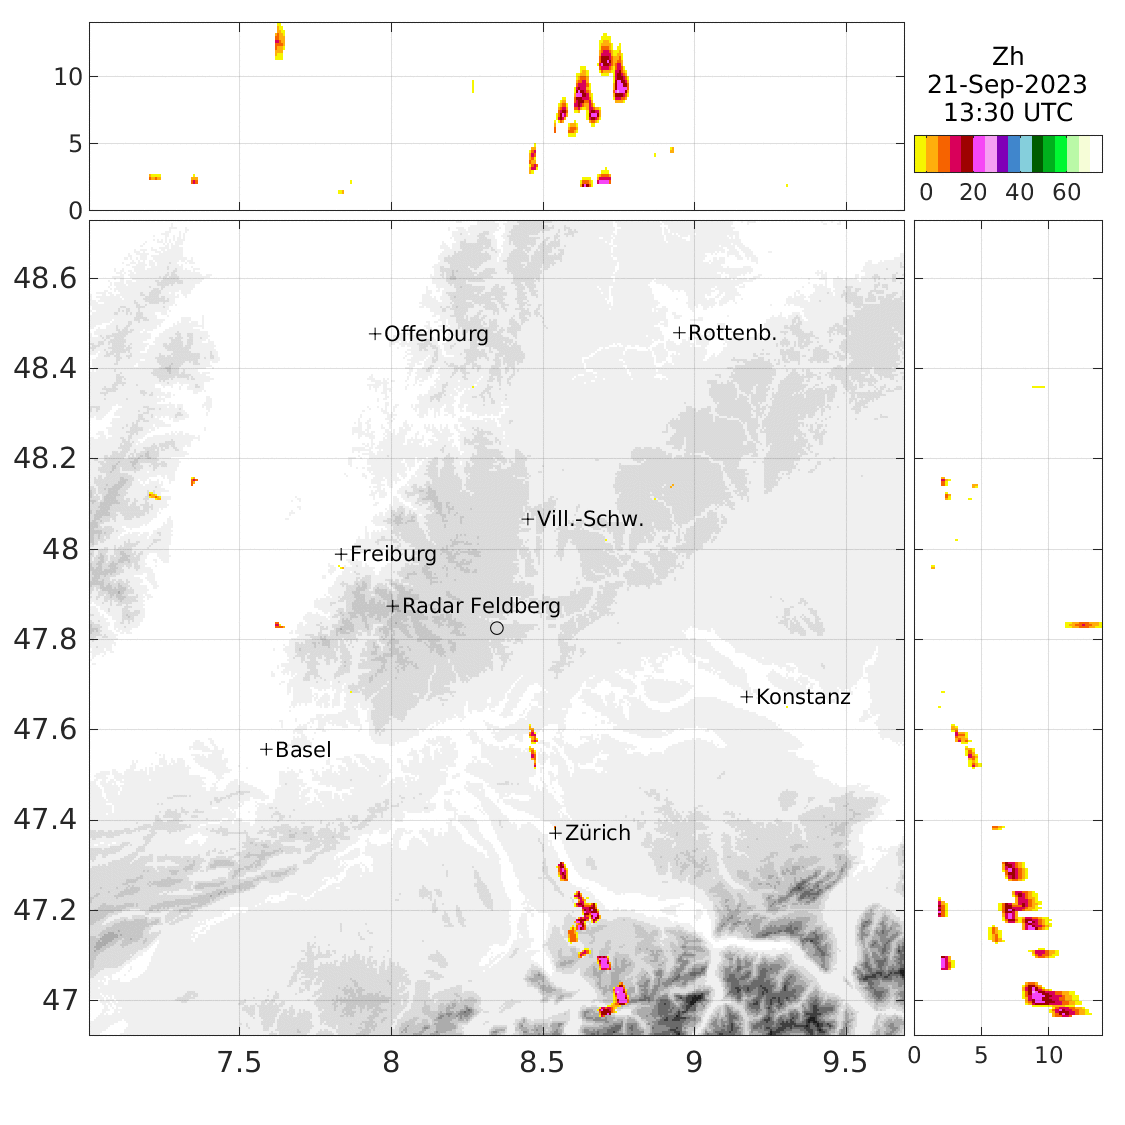 Zh
21-Sep-2023
13:30 UTC
0 20 40 60
10
5
0
48.6
48.4
48.2
48
47.8
47.6
47.4
47.2
47
+Offenburg
+Rottenb.
+Vill.-Schw.
+Freiburg
+Radar Feldberg
+Konstanz
+Basel
+Zürich
7.5 8 8.5 9 9.5
0 5 10